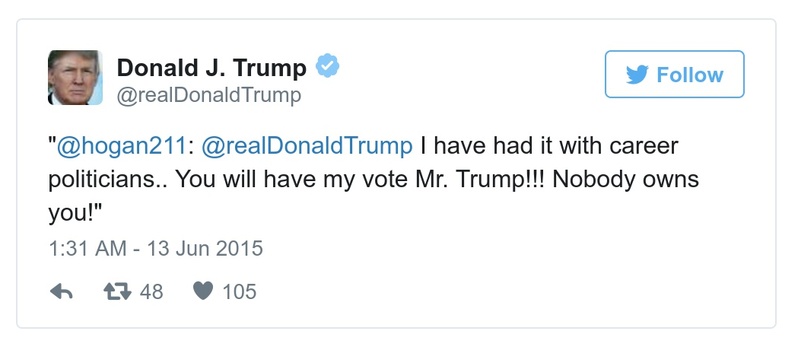 Donald J. Trump
@realDonaldTrump
Follow
"@hogan211: @realDonaldTrump I have had it with career
politicians.. You will have my vote Mr. Trump!!! Nobody owns
you!"
1:31 AM - 13 Jun 2015
48 105